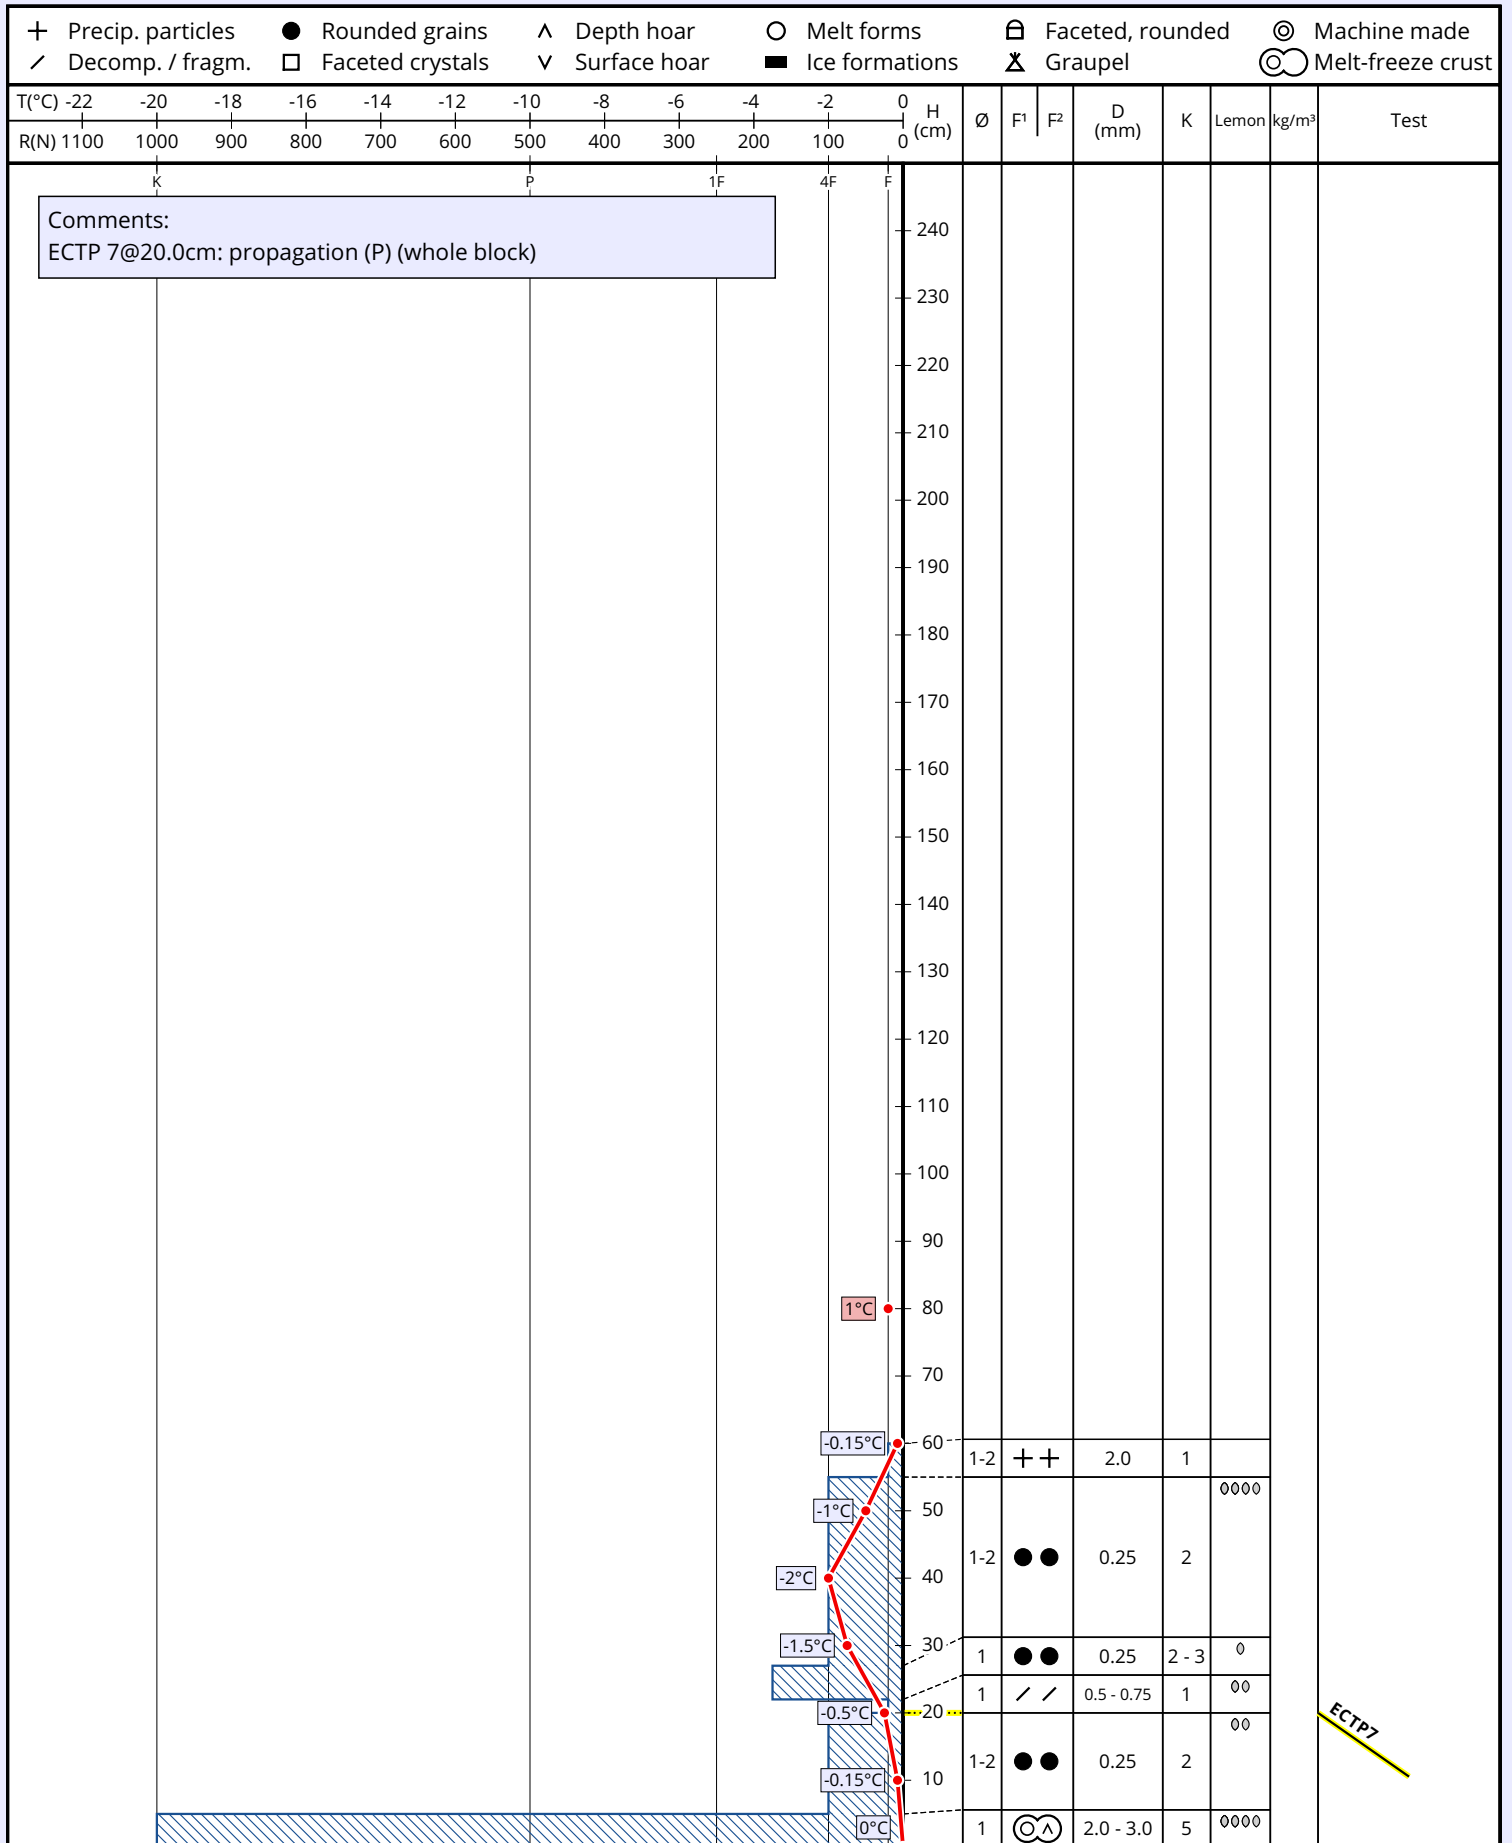 Precip. particles Rounded grains Depth hoar Melt forms Faceted, rounded Machine made
Decomp. / fragm. Faceted crystals Surface hoar Ice formations Graupel Melt-freeze crust
T(°C) -22 -20 -18 -16 -14 -12 -10 -8 -6 -4 -2 0
R(N) 1100 1000 900 800 700 600 500 400 300 200 100 0
H (cm) Ø F¹ F² D (mm) K Lemon kg/m³ Test
K P 1F 4F F
Comments:
ECTP 7@20.0cm: propagation (P) (whole block)
240
230
220
210
200
190
180
170
160
150
140
130
120
110
100
90
1°C 80
70
-0.15°C 60
1-2 2.0 1
-1°C 50
1-2 0.25 2
-2°C 40
-1.5°C 30
1 0.25 2 - 3
1 0.5 - 0.75 1
-0.5°C 20
ECTP7
1-2 0.25 2
-0.15°C 10
0°C
1 2.0 - 3.0 5